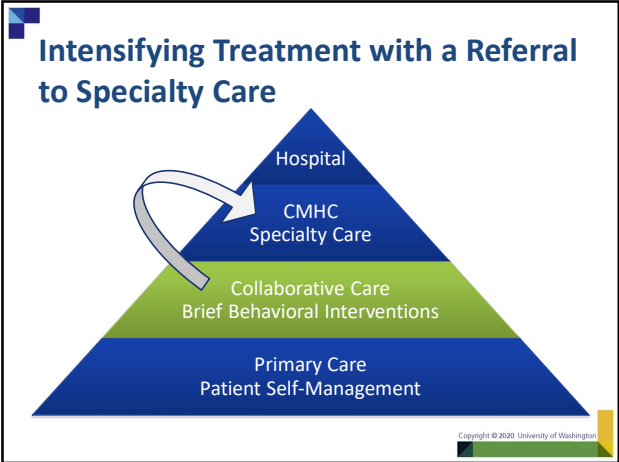 Intensifying Treatment with a Referral
to Specialty Care
Hospital
CMHC
Specialty Care
Collaborative Care
Brief Behavioral Interventions
Primary Care
Patient Self-Management
Copyright © 2020 University of Washington